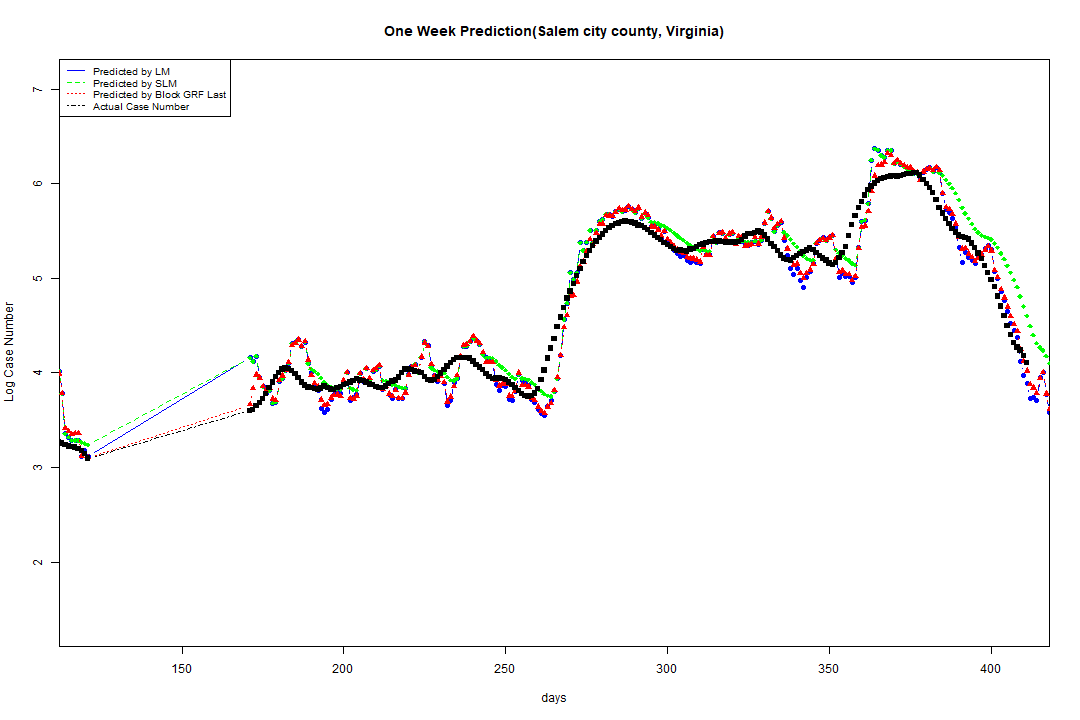 One Week Prediction(Salem city county, Virginia)
Predicted by LM
Predicted by SLM
Predicted by Block GRF Last
Actual Case Number
7
6
5
4
3
2
Log Case Number
150 200 250 300 350 400
days